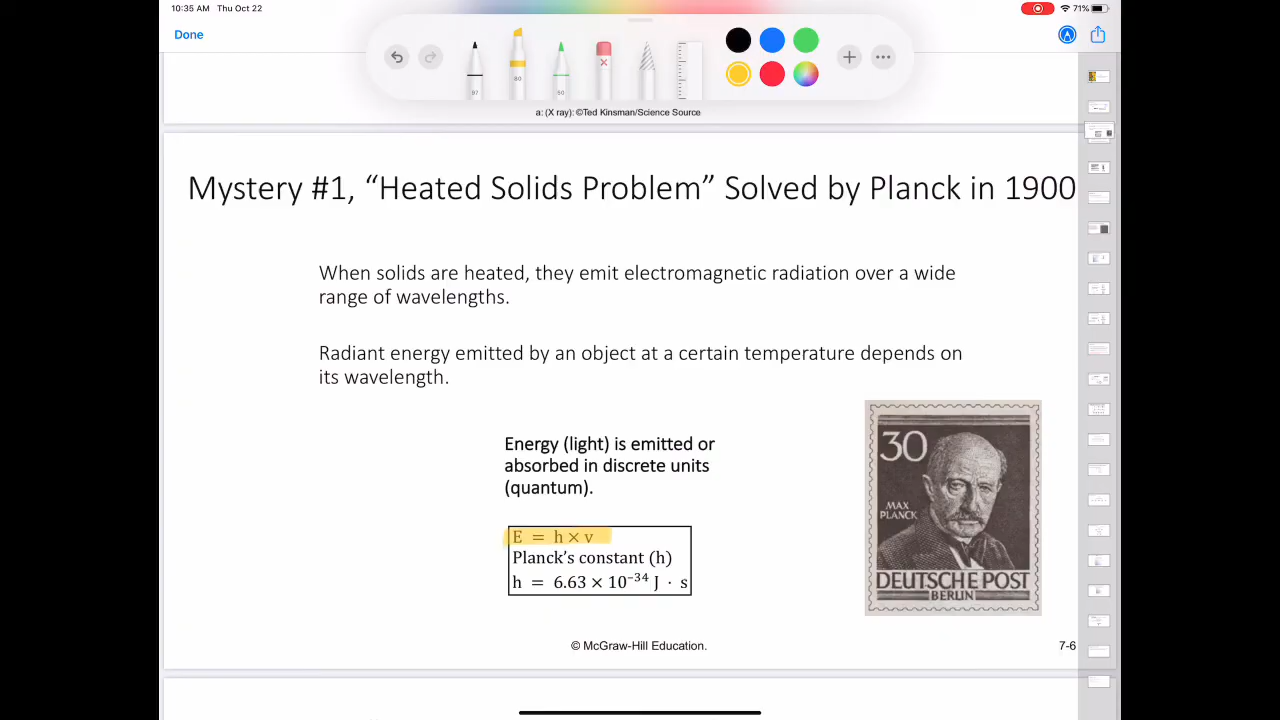 10:35 AM Thu Oct 22
71%
Done
97
80
50
a: (X ray): ©Ted Kinsman/Science Source
Mystery #1, “Heated Solids Problem” Solved by Planck in 1900
When solids are heated, they emit electromagnetic radiation over a wide
range of wavelengths.
Radiant energy emitted by an object at a certain temperature depends on
its wavelength.
Energy (light) is emitted or
absorbed in discrete units
(quantum).
E = h × v
Planck’s constant (h)
h = 6.63 × 10⁻³⁴ J · s
30
MAX
PLANCK
DEUTSCHE POST
BERLIN
© McGraw-Hill Education.
7-6